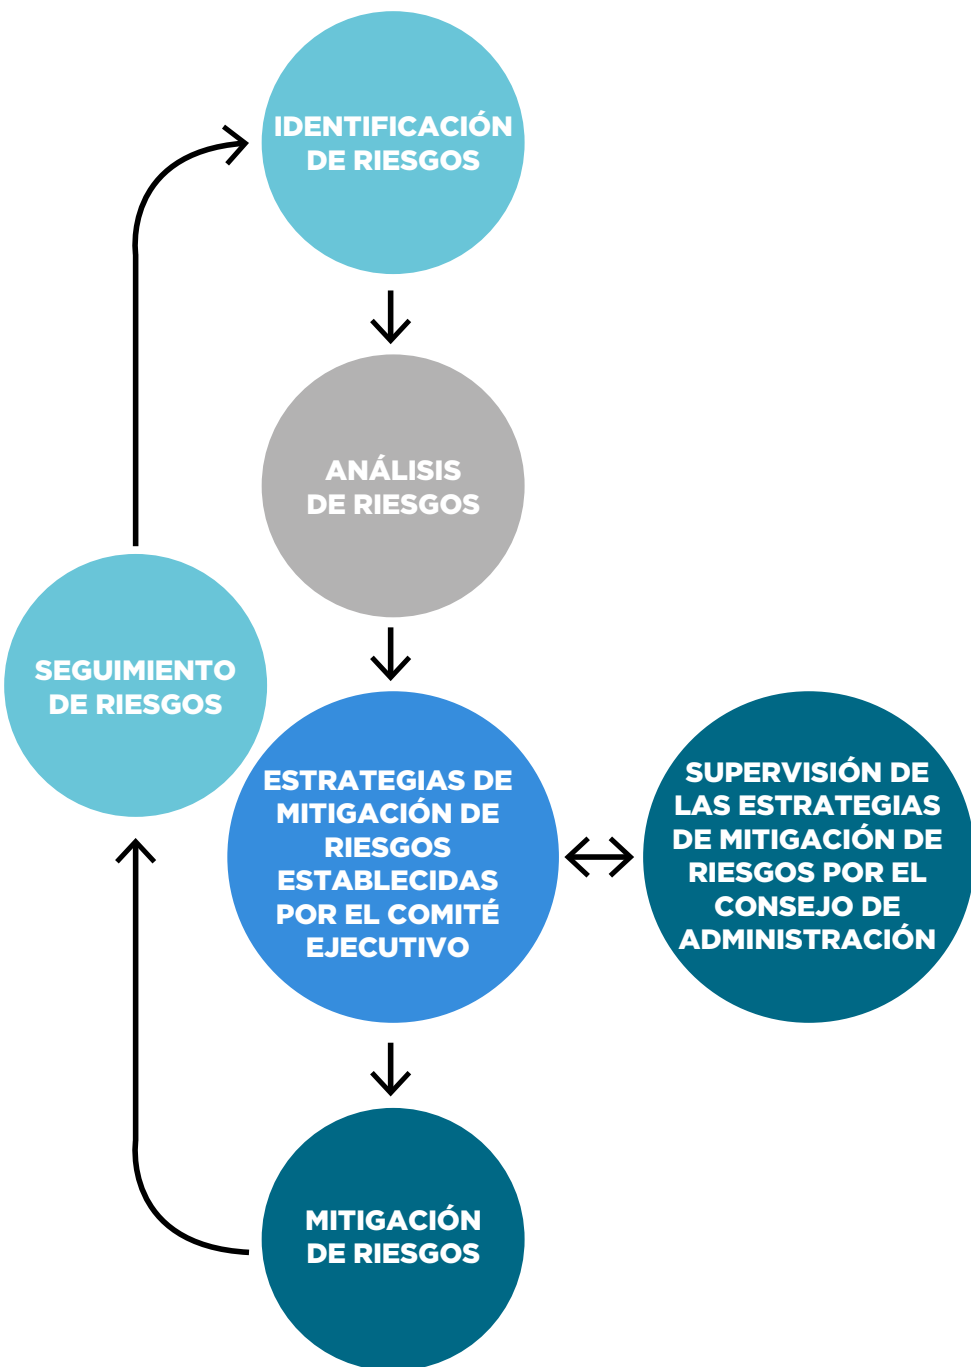 IDENTIFICACIÓN
DE RIESGOS
ANÁLISIS
DE RIESGOS
SEGUIMIENTO
DE RIESGOS
ESTRATEGIAS DE
MITIGACIÓN DE
RIESGOS
ESTABLECIDAS
POR EL COMITÉ
EJECUTIVO
SUPERVISIÓN DE
LAS ESTRATEGIAS
DE MITIGACIÓN DE
RIESGOS POR EL
CONSEJO DE
ADMINISTRACIÓN
MITIGACIÓN
DE RIESGOS